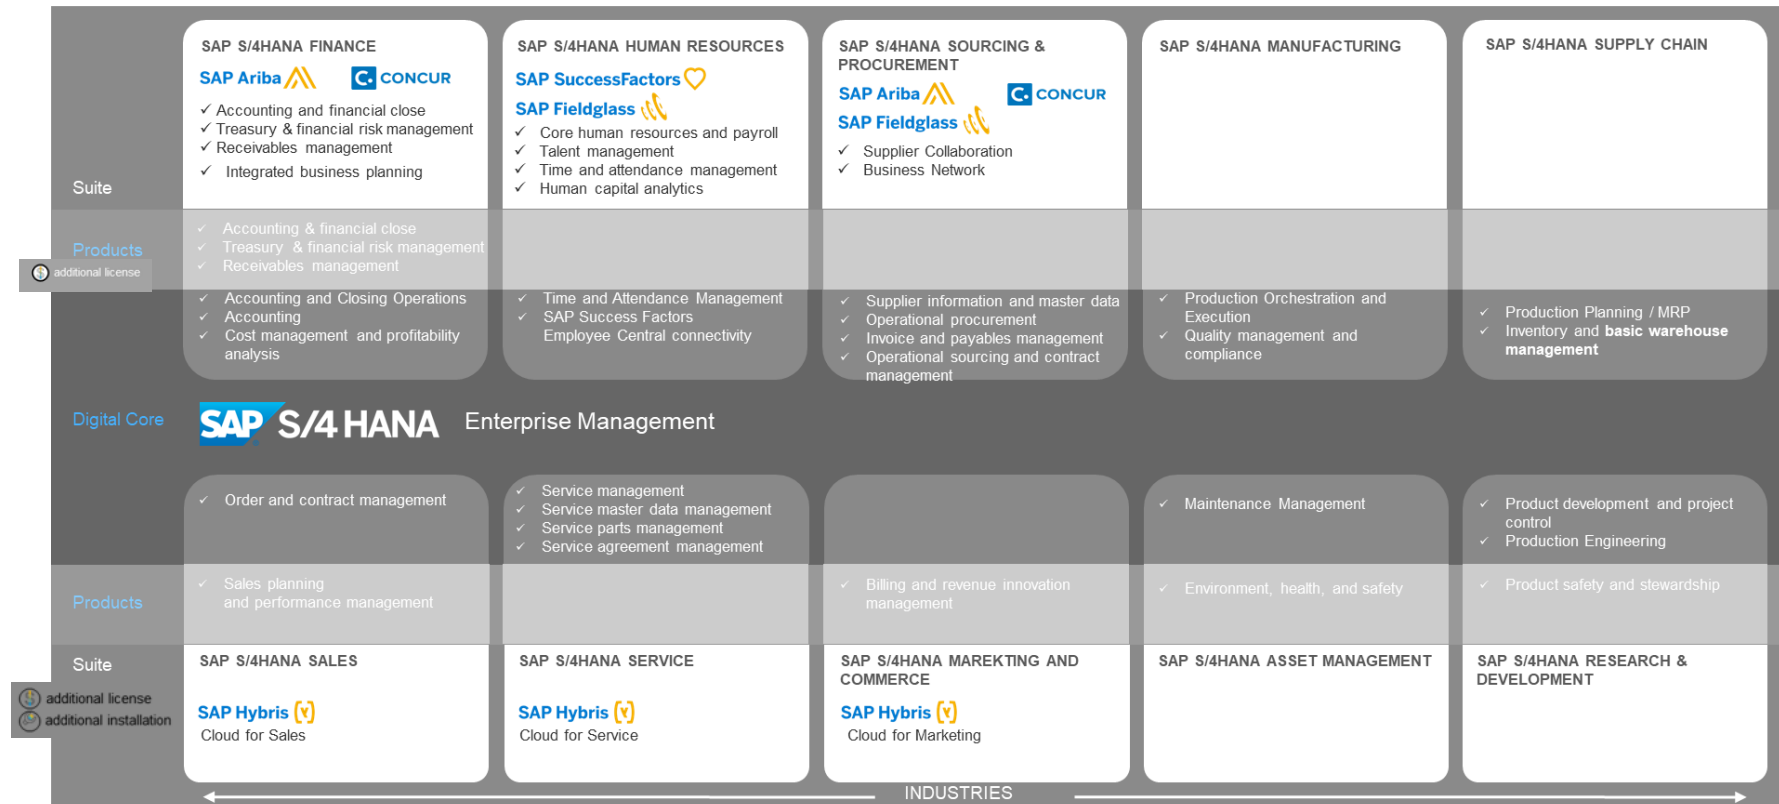 SAP S/4HANA FINANCE
SAP Ariba
C. CONCUR
✓ Accounting and financial close
✓ Treasury & financial risk management
✓ Receivables management
✓ Integrated business planning
SAP S/4HANA HUMAN RESOURCES
SAP SuccessFactors
SAP Fieldglass
✓ Core human resources and payroll
✓ Talent management
✓ Time and attendance management
✓ Human capital analytics
SAP S/4HANA SOURCING &
PROCUREMENT
SAP Ariba
C. CONCUR
SAP Fieldglass
✓ Supplier Collaboration
✓ Business Network
SAP S/4HANA MANUFACTURING
SAP S/4HANA SUPPLY CHAIN
Suite
Products
$ additional license
✓ Accounting & financial close
✓ Treasury & financial risk management
✓ Receivables management
✓ Accounting and Closing Operations
✓ Accounting
✓ Cost management and profitability
analysis
✓ Time and Attendance Management
✓ SAP Success Factors
Employee Central connectivity
✓ Supplier information and master data
✓ Operational procurement
✓ Invoice and payables management
✓ Operational sourcing and contract
management
✓ Production Orchestration and
Execution
✓ Quality management and
compliance
✓ Production Planning / MRP
✓ Inventory and basic warehouse
management
Digital Core
SAP S/4HANA
Enterprise Management
✓ Order and contract management
✓ Service management
✓ Service master data management
✓ Service parts management
✓ Service agreement management
✓ Maintenance Management
✓ Product development and project
control
✓ Production Engineering
Products
✓ Sales planning
and performance management
✓ Billing and revenue innovation
management
✓ Environment, health, and safety
✓ Product safety and stewardship
Suite
$ additional license
additional installation
SAP S/4HANA SALES
SAP Hybris
Cloud for Sales
SAP S/4HANA SERVICE
SAP Hybris
Cloud for Service
SAP S/4HANA MAREKTING AND
COMMERCE
SAP Hybris
Cloud for Marketing
SAP S/4HANA ASSET MANAGEMENT
SAP S/4HANA RESEARCH &
DEVELOPMENT
INDUSTRIES